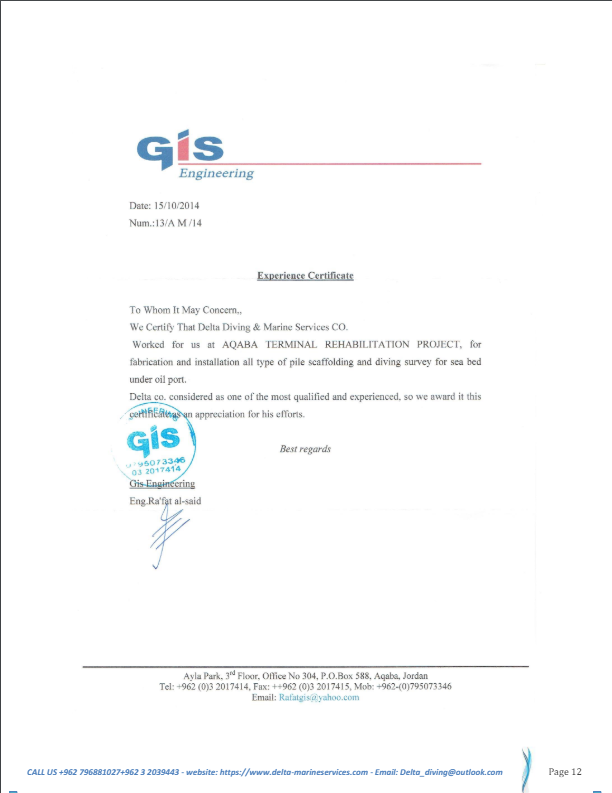 GIS
Engineering
Date: 15/10/2014
Num.:13/A M /14
Experience Certificate
To Whom It May Concern,,
We Certify That Delta Diving & Marine Services CO.
Worked for us at AQABA TERMINAL REHABILITATION PROJECT, for
fabrication and installation all type of pile scaffolding and diving survey for sea bed
under oil port.
Delta co. considered as one of the most qualified and experienced, so we award it this
certificate as an appreciation for his efforts.
GIS
0795073346
03 2017414
Best regards
Gis Engineering
Eng.Ra'fat al-said
Ayla Park, 3rd Floor, Office No 304, P.O.Box 588, Aqaba, Jordan
Tel: +962 (0)3 2017414, Fax: ++962 (0)3 2017415, Mob: +962-(0)795073346
Email: Rafatgis@yahoo.com
CALL US +962 796881027+962 3 2039443 - website: https://www.delta-marineservices.com - Email: Delta_diving@outlook.com
Page 12